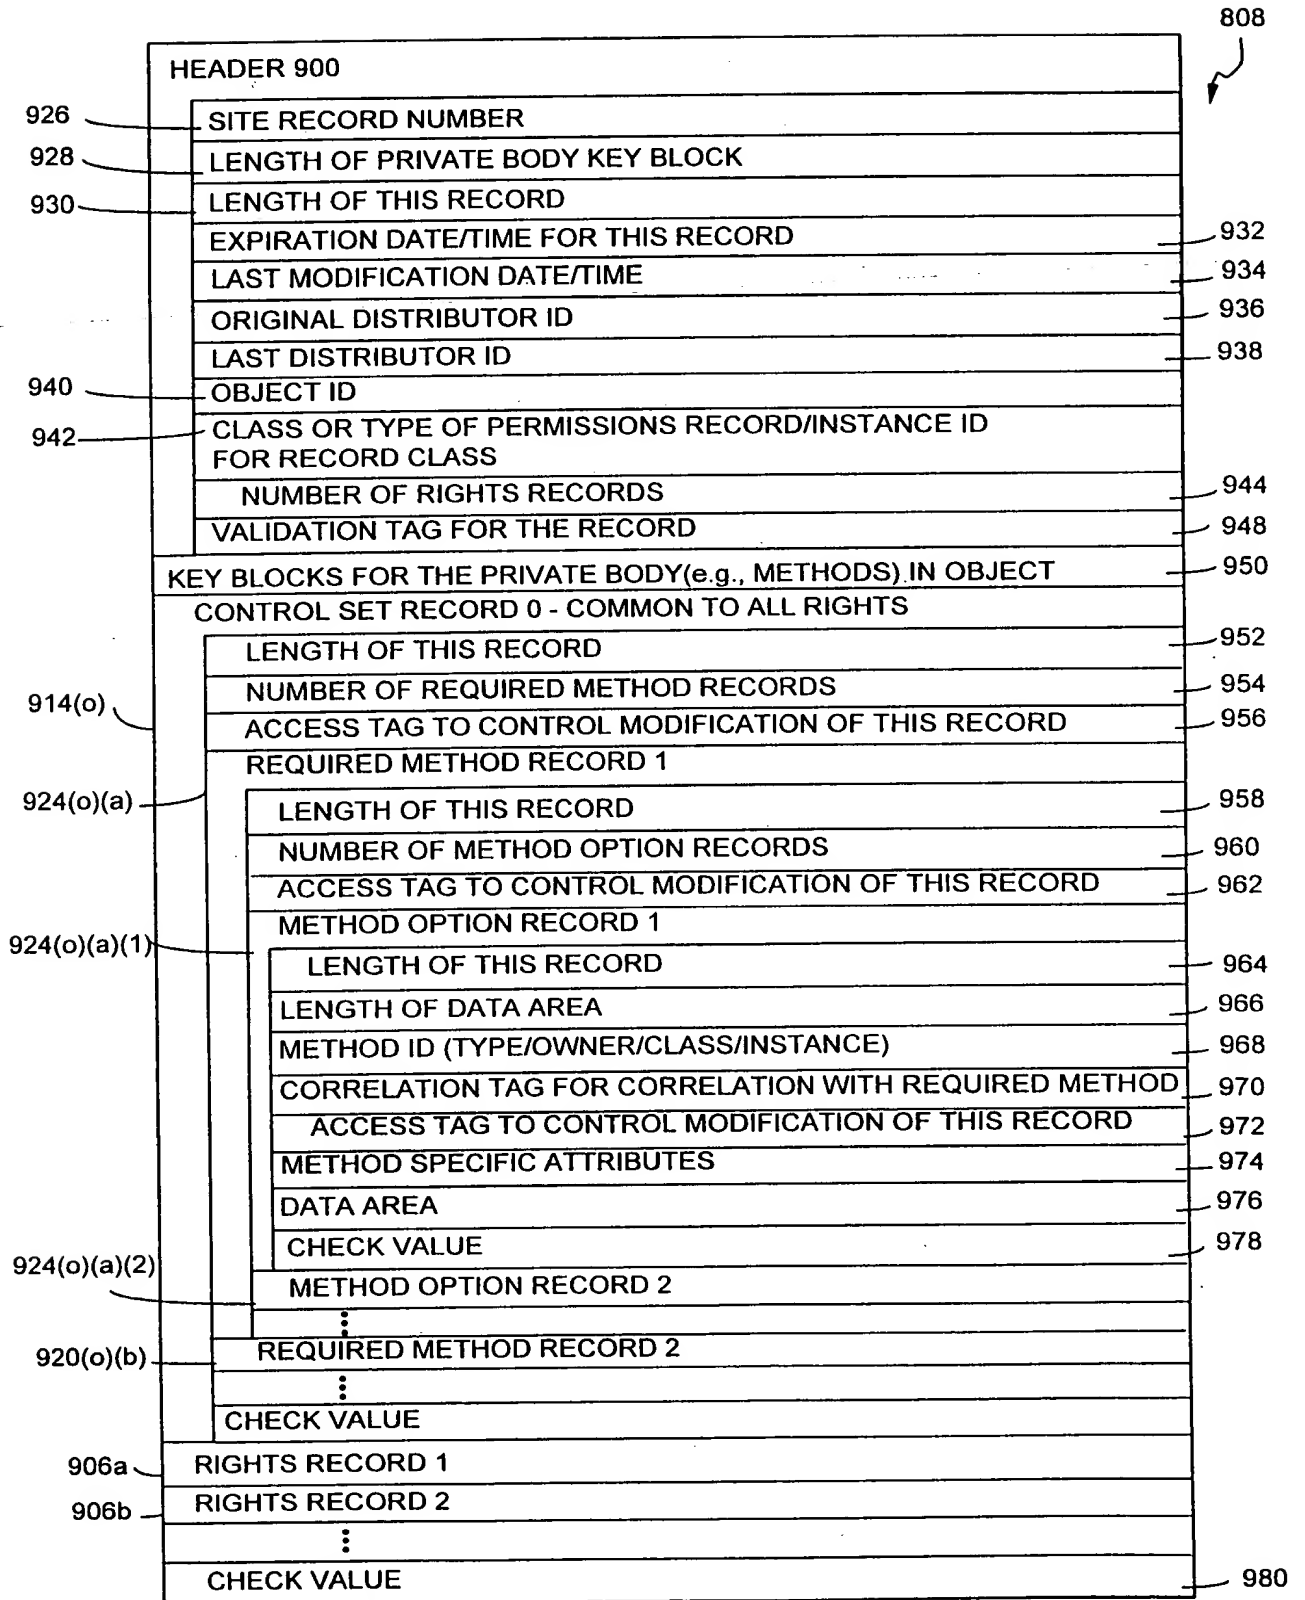 808
HEADER 900
926 SITE RECORD NUMBER
928 LENGTH OF PRIVATE BODY KEY BLOCK
930 LENGTH OF THIS RECORD
EXPIRATION DATE/TIME FOR THIS RECORD 932
LAST MODIFICATION DATE/TIME 934
ORIGINAL DISTRIBUTOR ID 936
LAST DISTRIBUTOR ID 938
940 OBJECT ID
942 CLASS OR TYPE OF PERMISSIONS RECORD/INSTANCE ID
FOR RECORD CLASS
NUMBER OF RIGHTS RECORDS 944
VALIDATION TAG FOR THE RECORD 948
KEY BLOCKS FOR THE PRIVATE BODY(e.g., METHODS) IN OBJECT 950
CONTROL SET RECORD 0 - COMMON TO ALL RIGHTS
LENGTH OF THIS RECORD 952
NUMBER OF REQUIRED METHOD RECORDS 954
914(o) ACCESS TAG TO CONTROL MODIFICATION OF THIS RECORD 956
REQUIRED METHOD RECORD 1
924(o)(a) LENGTH OF THIS RECORD 958
NUMBER OF METHOD OPTION RECORDS 960
ACCESS TAG TO CONTROL MODIFICATION OF THIS RECORD 962
METHOD OPTION RECORD 1
924(o)(a)(1) LENGTH OF THIS RECORD 964
LENGTH OF DATA AREA 966
METHOD ID (TYPE/OWNER/CLASS/INSTANCE) 968
CORRELATION TAG FOR CORRELATION WITH REQUIRED METHOD 970
ACCESS TAG TO CONTROL MODIFICATION OF THIS RECORD 972
METHOD SPECIFIC ATTRIBUTES 974
DATA AREA 976
CHECK VALUE 978
924(o)(a)(2) METHOD OPTION RECORD 2
920(o)(b) REQUIRED METHOD RECORD 2
CHECK VALUE
906a RIGHTS RECORD 1
906b RIGHTS RECORD 2
CHECK VALUE 980